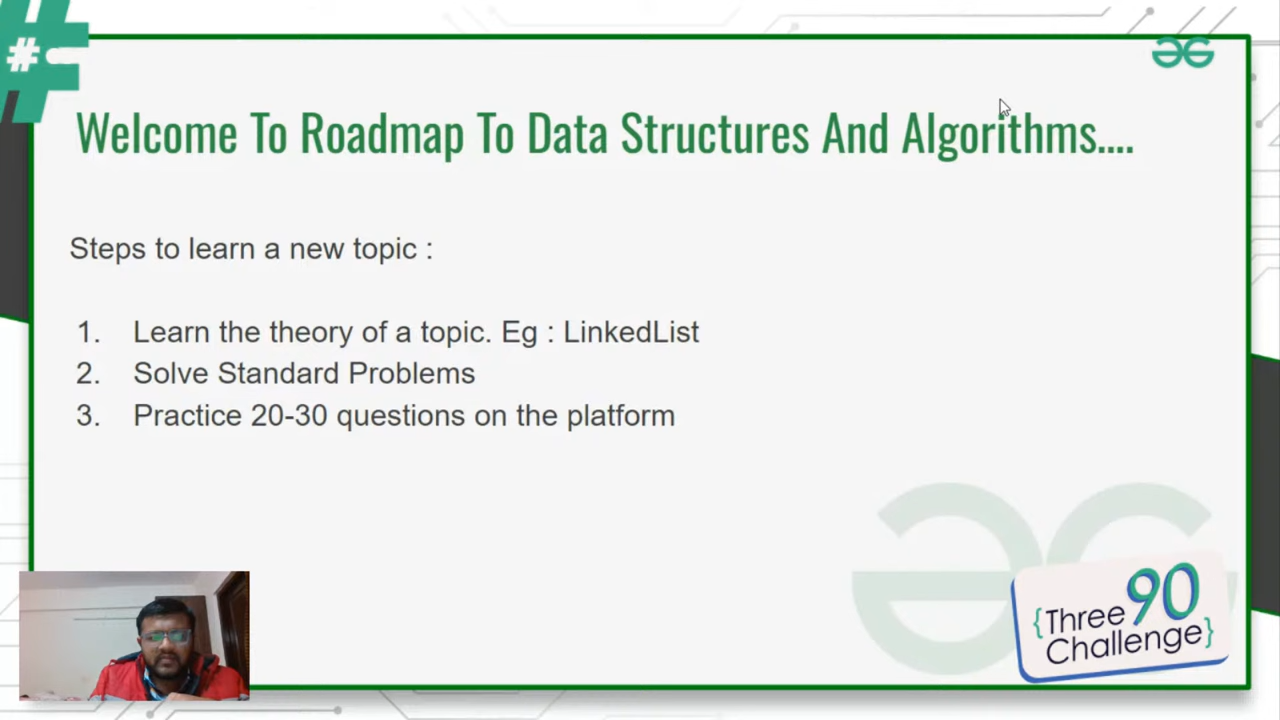 #
Welcome To Roadmap To Data Structures And Algorithms....
Steps to learn a new topic :
1. Learn the theory of a topic. Eg : LinkedList
2. Solve Standard Problems
3. Practice 20-30 questions on the platform
{Three 90
Challenge}